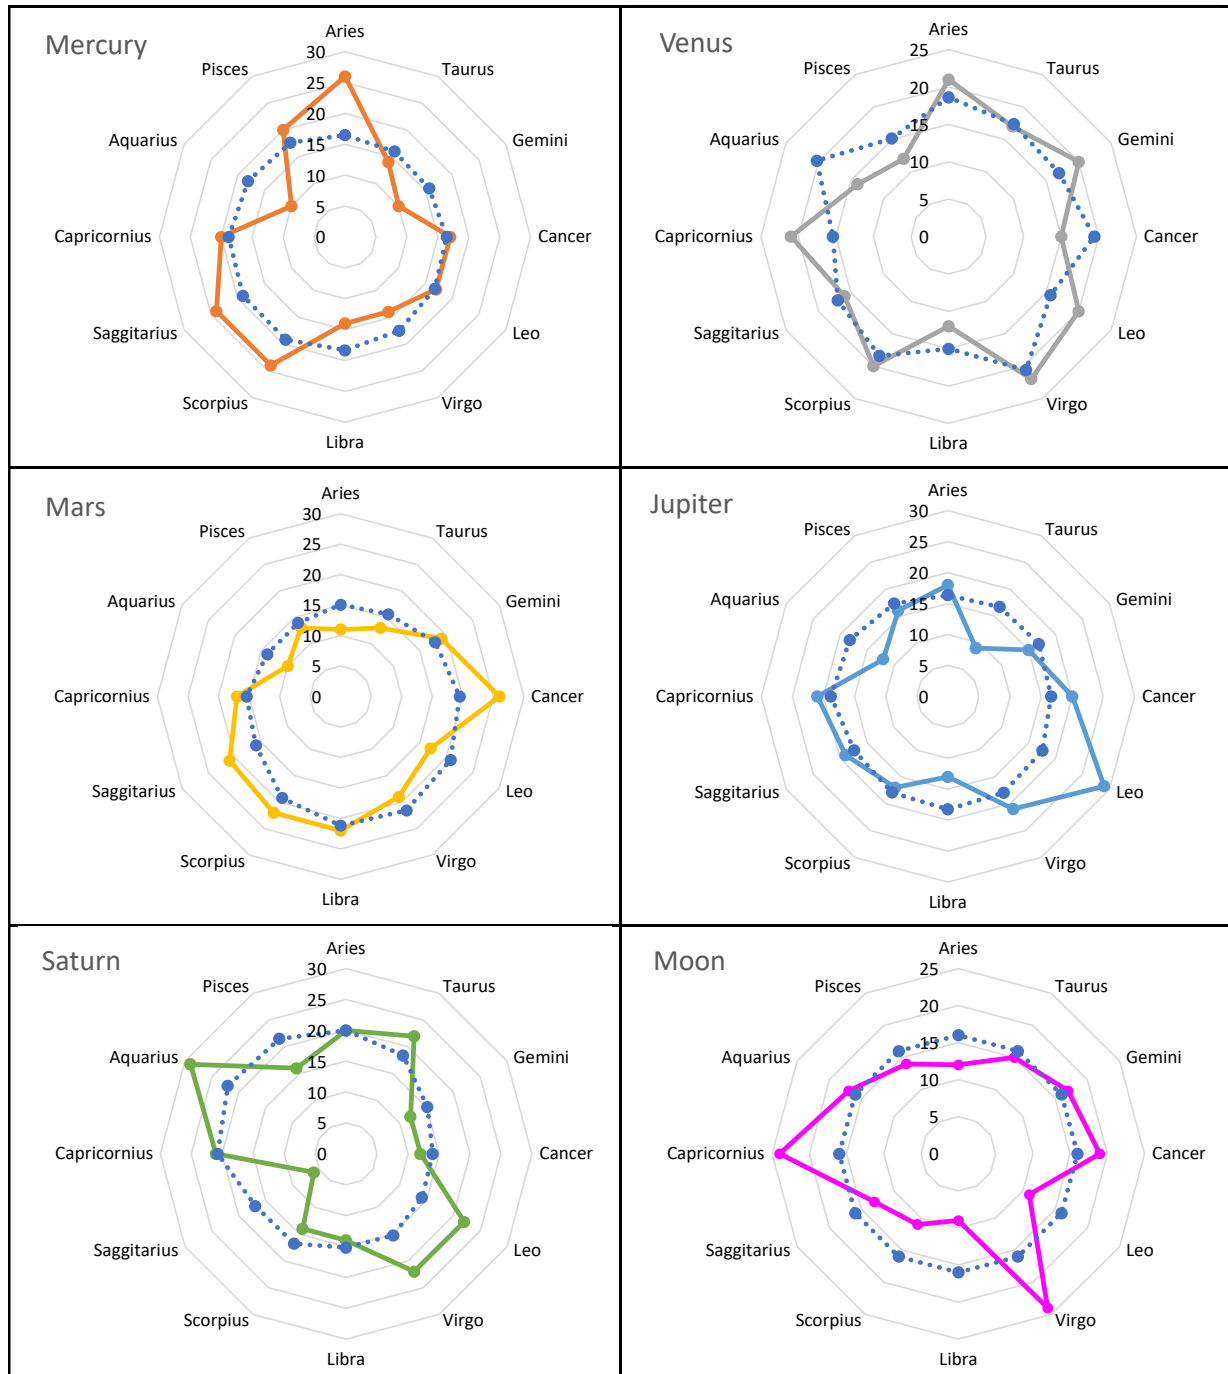 Mercury
Aries
Taurus
Gemini
Cancer
Leo
Virgo
Libra
Scorpius
Saggitarius
Capricornius
Aquarius
Pisces
30
25
20
15
10
5
0
Venus
Aries
Taurus
Gemini
Cancer
Leo
Virgo
Libra
Scorpius
Saggitarius
Capricornius
Aquarius
Pisces
25
20
15
10
5
0
Mars
Aries
Taurus
Gemini
Cancer
Leo
Virgo
Libra
Scorpius
Saggitarius
Capricornius
Aquarius
Pisces
30
25
20
15
10
5
0
Jupiter
Aries
Taurus
Gemini
Cancer
Leo
Virgo
Libra
Scorpius
Saggitarius
Capricornius
Aquarius
Pisces
30
25
20
15
10
5
0
Saturn
Aries
Taurus
Gemini
Cancer
Leo
Virgo
Libra
Scorpius
Saggitarius
Capricornius
Aquarius
Pisces
30
25
20
15
10
5
0
Moon
Aries
Taurus
Gemini
Cancer
Leo
Virgo
Libra
Scorpius
Saggitarius
Capricornius
Aquarius
Pisces
25
20
15
10
5
0